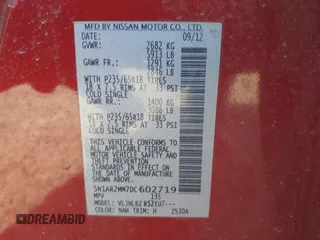 MFD BY NISSAN MOTOR CO., LTD.
DATE: 09/12
GVWR: 2682 KG
5913 LB
GAWR FR: 1291 KG
2846 LB
WITH P235/65R18 TIRES
18 X 7.5 RIMS AT 33 PSI
COLD SINGLE
GAWR RR: 1400 KG
3086 LB
WITH P235/65R18 TIRES
18 X 7.5 RIMS AT 33 PSI
COLD SINGLE
THIS VEHICLE CONFORMS TO ALL
APPLICABLE FEDERAL MOTOR
VEHICLE SAFETY AND THEFT
PREVENTION STANDARDS IN
EFFECT ON THE DATE OF
MANUFACTURE SHOWN ABOVE.
602719
MPV 135
MODEL:
COLOR: NAH TRIM: H